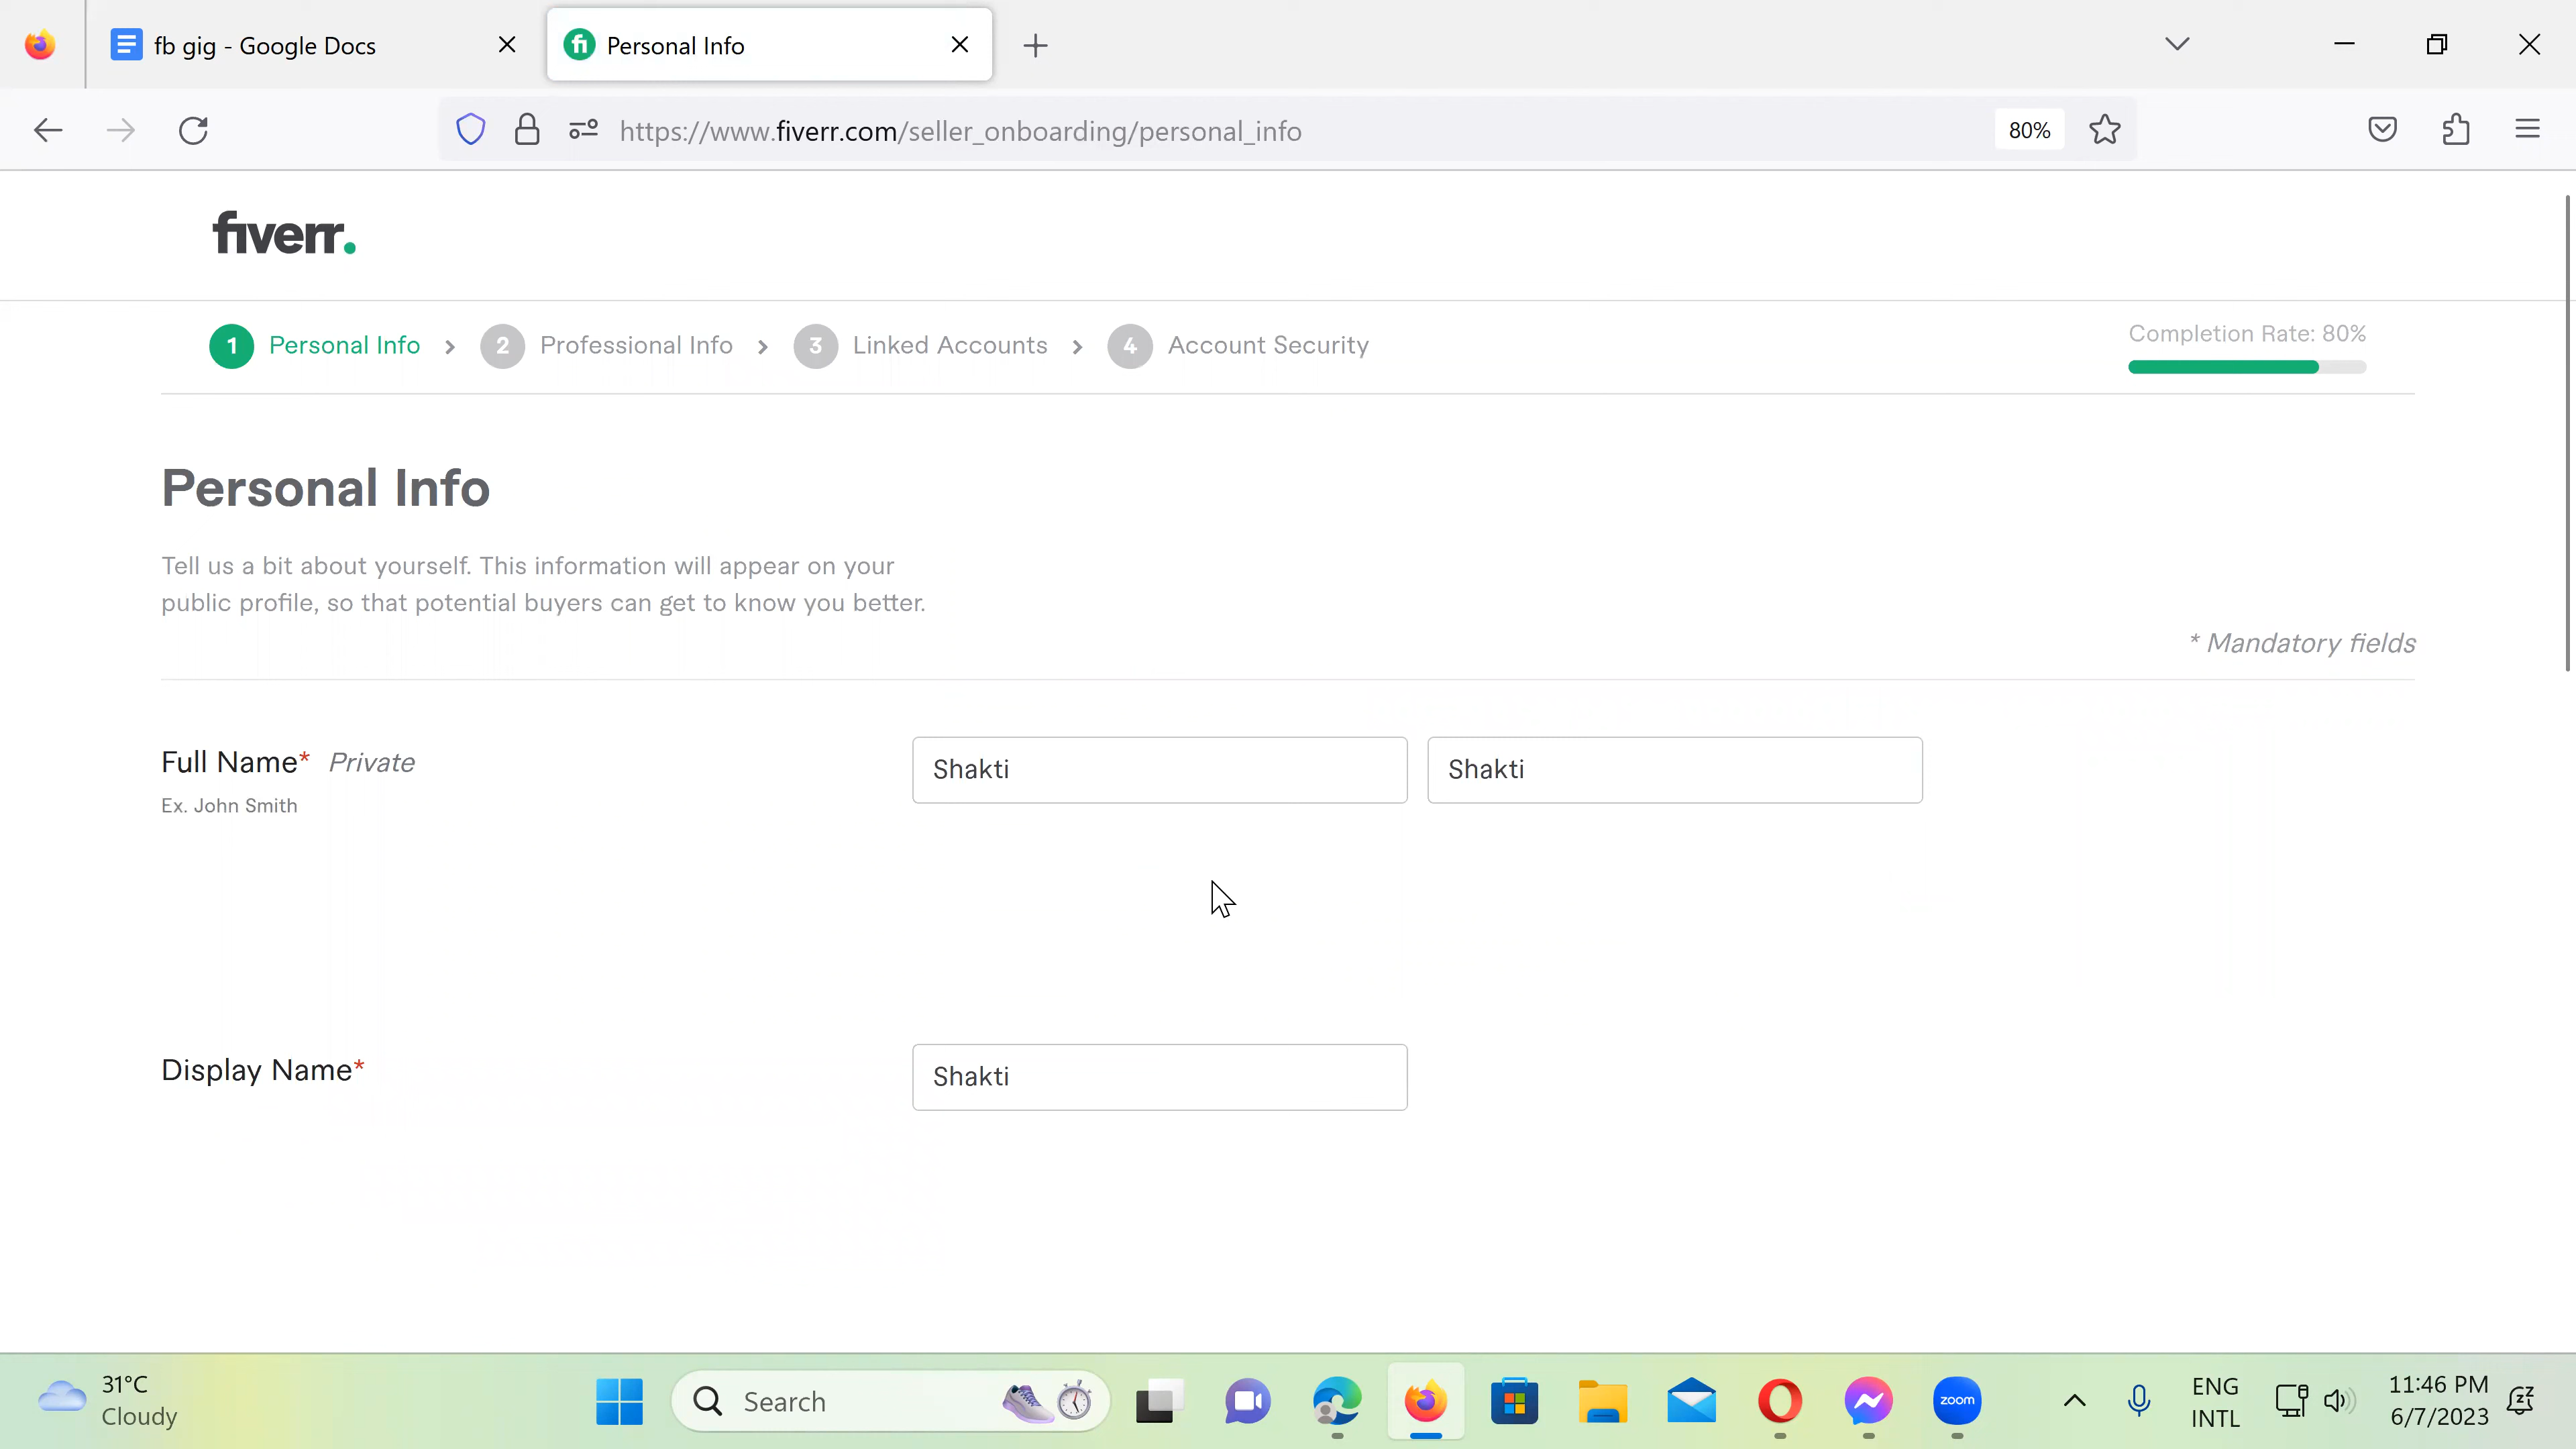 fb gig - Google Docs
Personal Info
https://www.fiverr.com/seller_onboarding/personal_info
80%
fiverr.
1 Personal Info > 2 Professional Info > 3 Linked Accounts > 4 Account Security
Completion Rate: 80%
Personal Info
Tell us a bit about yourself. This information will appear on your
public profile, so that potential buyers can get to know you better.
* Mandatory fields
Full Name* Private
Ex. John Smith
Shakti
Shakti
Display Name*
Shakti
31°C
Cloudy
Search
zoom
ENG
INTL
11:46 PM
6/7/2023